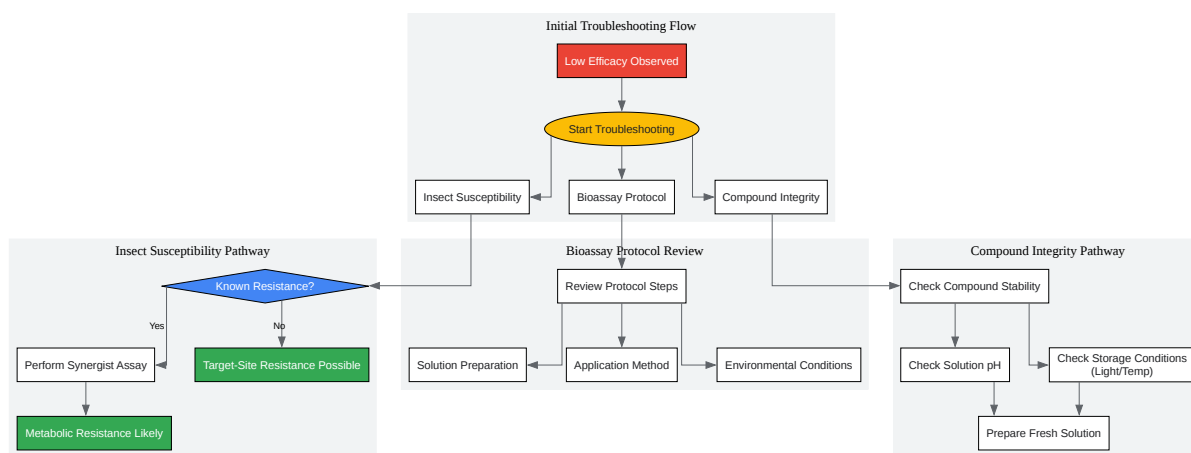 Initial Troubleshooting Flow
Low Efficacy Observed
Start Troubleshooting
Insect Susceptibility
Bioassay Protocol
Compound Integrity
Insect Susceptibility Pathway
Known Resistance?
Yes
No
Perform Synergist Assay
Target-Site Resistance Possible
Metabolic Resistance Likely
Bioassay Protocol Review
Review Protocol Steps
Solution Preparation
Application Method
Environmental Conditions
Compound Integrity Pathway
Check Compound Stability
Check Solution pH
Check Storage Conditions
(Light/Temp)
Prepare Fresh Solution